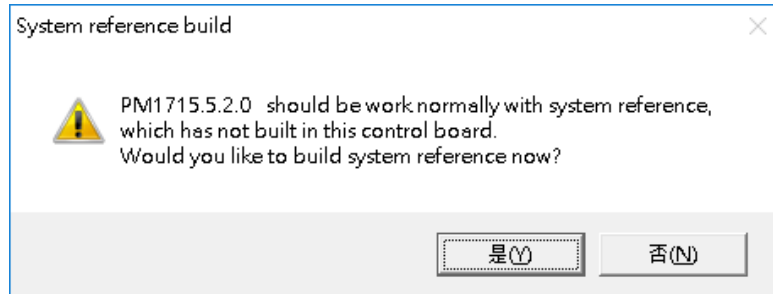 System reference build
PM1715.5.2.0 should be work normally with system reference,
which has not built in this control board.
Would you like to build system reference now?
是(Y)
否(N)